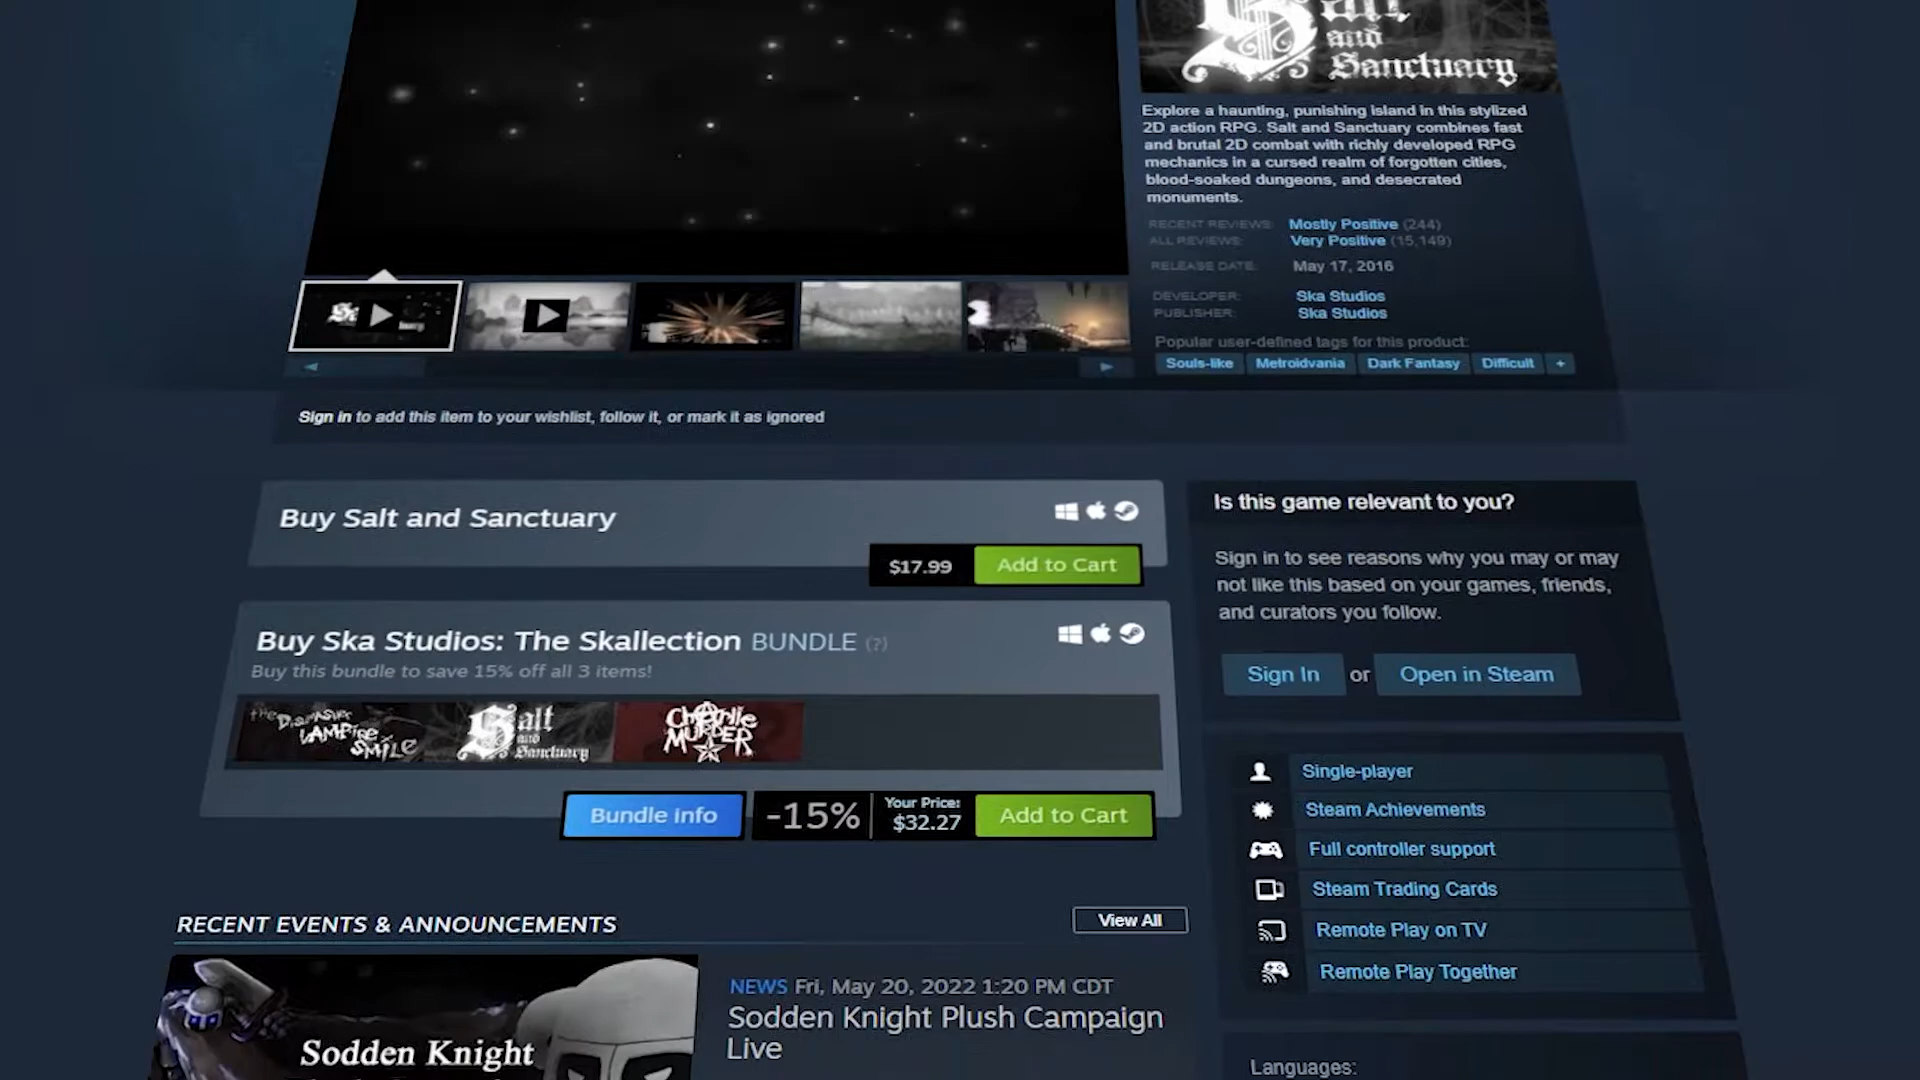 Salt
and
Sanctuary
Explore a haunting, punishing island in this stylized
2D action RPG. Salt and Sanctuary combines fast
and brutal 2D combat with richly developed RPG
mechanics in a cursed realm of forgotten cities,
blood-soaked dungeons, and desecrated
monuments.
RECENT REVIEWS: Mostly Positive (244)
ALL REVIEWS: Very Positive (15,149)
RELEASE DATE: May 17, 2016
DEVELOPER: Ska Studios
PUBLISHER: Ska Studios
Popular user-defined tags for this product:
Souls-like Metroidvania Dark Fantasy Difficult +
Sign in to add this item to your wishlist, follow it, or mark it as ignored
Buy Salt and Sanctuary
$17.99 Add to Cart
Buy Ska Studios: The Skallection BUNDLE (?)
Buy this bundle to save 15% off all 3 items!
the Dishwasher
Vampire
Smile
Salt
and
Sanctuary
Charlie
MURDER
Bundle info -15% Your Price: $32.27 Add to Cart
Is this game relevant to you?
Sign in to see reasons why you may or may
not like this based on your games, friends,
and curators you follow.
Sign In or Open in Steam
Single-player
Steam Achievements
Full controller support
Steam Trading Cards
Remote Play on TV
Remote Play Together
Languages:
RECENT EVENTS & ANNOUNCEMENTS View All
Sodden Knight
NEWS Fri, May 20, 2022 1:20 PM CDT
Sodden Knight Plush Campaign
Live